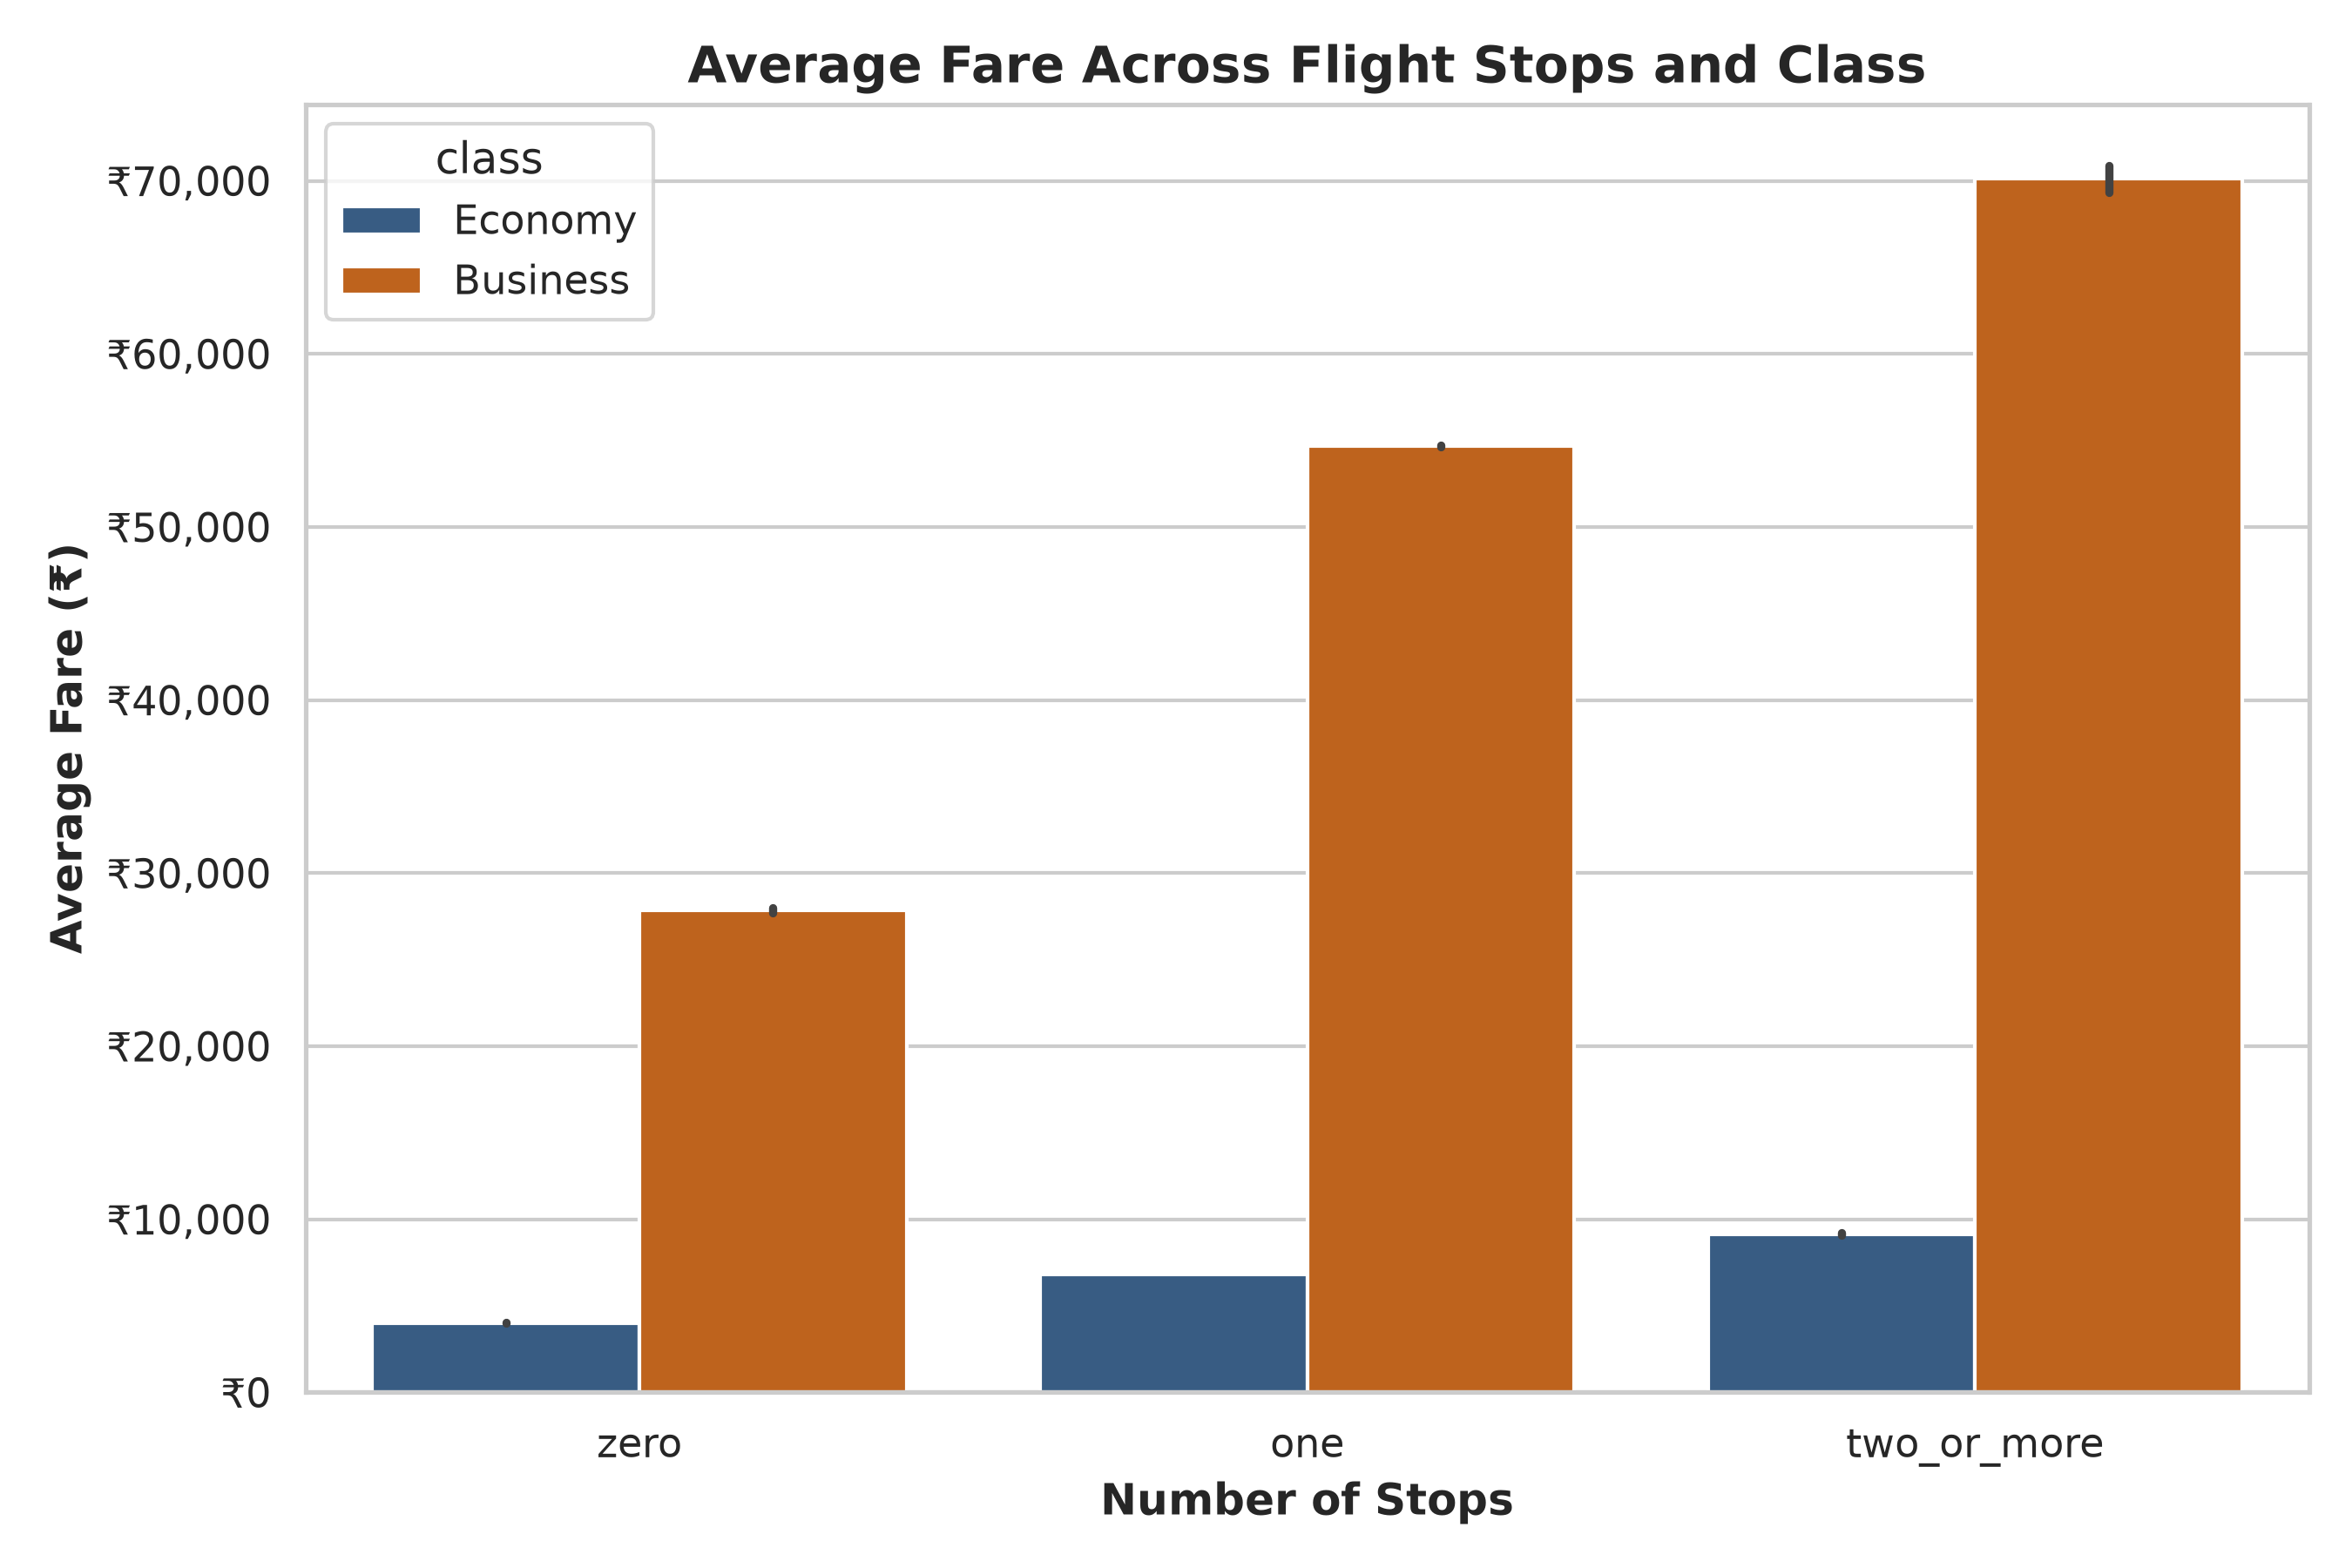 Average Fare Across Flight Stops and Class
class
Economy
Business
₹70,000
₹60,000
₹50,000
₹40,000
₹30,000
₹20,000
₹10,000
₹0
Average Fare (₹)
zero
one
two_or_more
Number of Stops